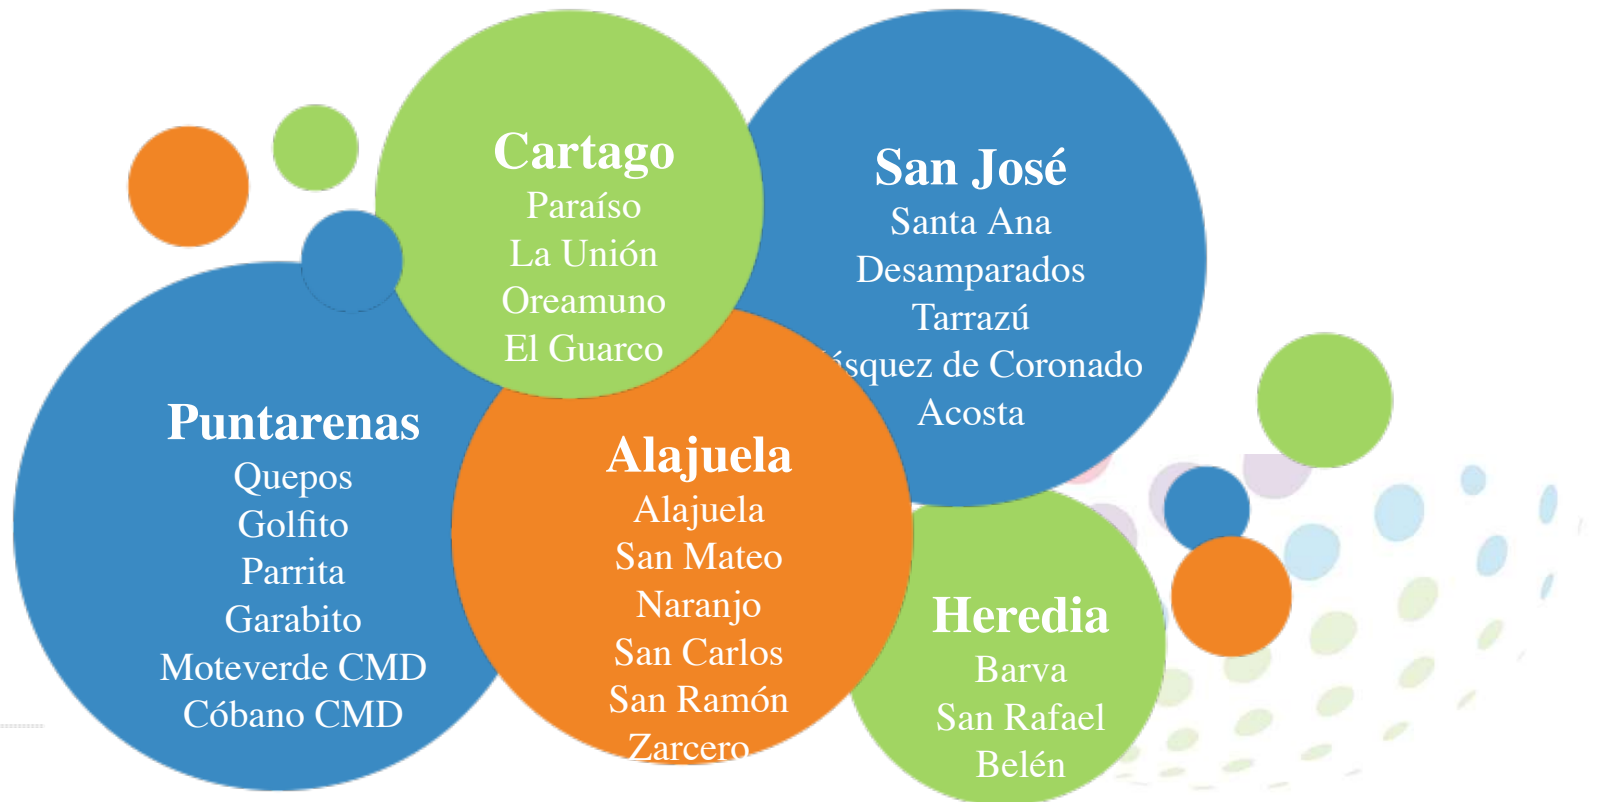 Cartago
Paraíso
La Unión
Oreamuno
El Guarco
San José
Santa Ana
Desamparados
Tarrazú
ásquez de Coronado
Acosta
Puntarenas
Quepos
Golfito
Parrita
Garabito
Moteverde CMD
Cóbano CMD
Alajuela
Alajuela
San Mateo
Naranjo
San Carlos
San Ramón
Zarcero
Heredia
Barva
San Rafael
Belén